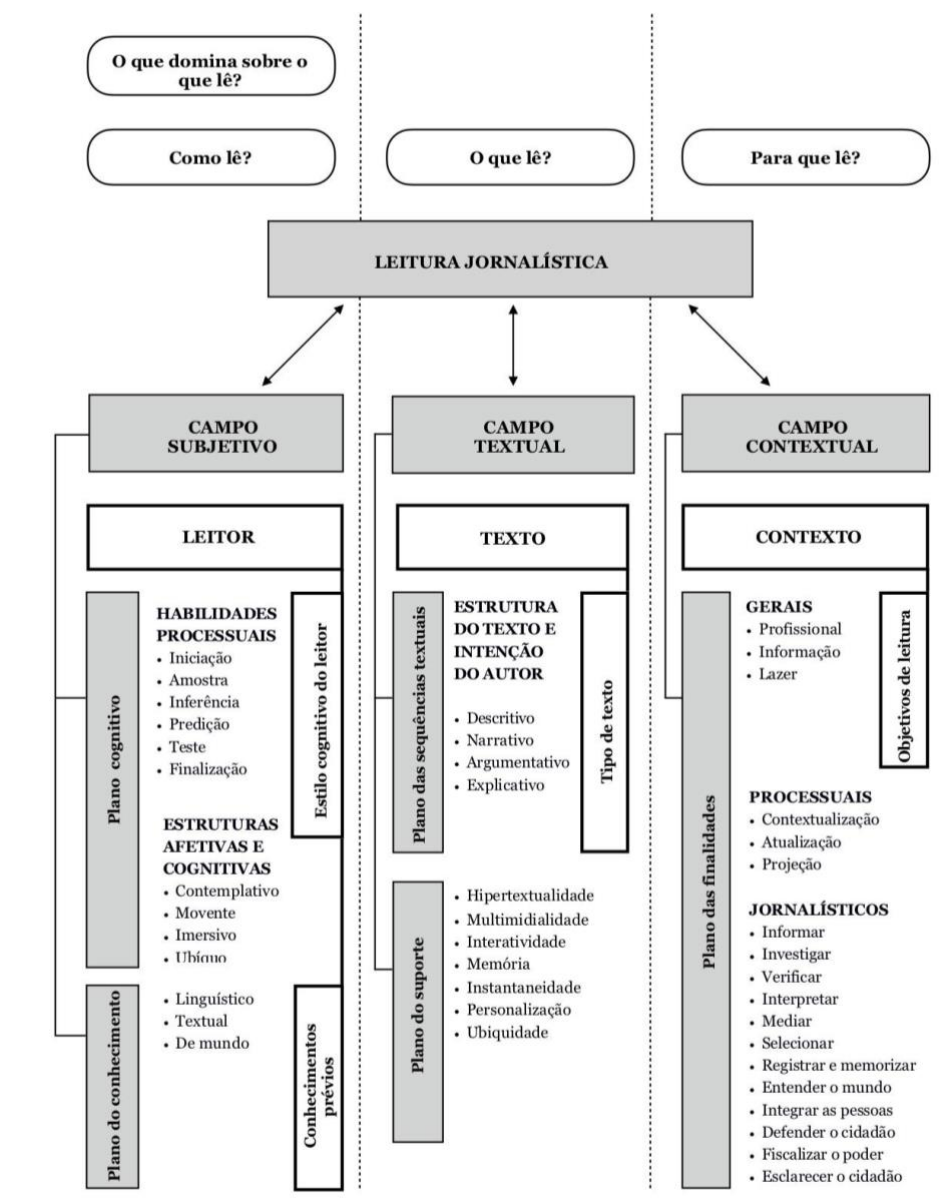 O que domina sobre o
que lê?
Como lê?
O que lê?
Para que lê?
LEITURA JORNALÍSTICA
CAMPO
SUBJETIVO
LEITOR
Plano cognitivo
HABILIDADES
PROCESSUAIS
• Iniciação
• Amostra
• Inferência
• Predição
• Teste
• Finalização
ESTRUTURAS
AFETIVAS E
COGNITIVAS
• Contemplativo
• Movente
• Imersivo
• Ubíquo
Estilo cognitivo do leitor
Plano do conhecimento
• Linguístico
• Textual
• De mundo
Conhecimentos
prévios
CAMPO
TEXTUAL
TEXTO
Plano das sequências textuais
ESTRUTURA
DO TEXTO E
INTENÇÃO
DO AUTOR
• Descritivo
• Narrativo
• Argumentativo
• Explicativo
Tipo de texto
Plano do suporte
• Hipertextualidade
• Multimidialidade
• Interatividade
• Memória
• Instantaneidade
• Personalização
• Ubiquidade
CAMPO
CONTEXTUAL
CONTEXTO
Plano das finalidades
GERAIS
• Profissional
• Informação
• Lazer
Objetivos de leitura
PROCESSUAIS
• Contextualização
• Atualização
• Projeção
JORNALÍSTICOS
• Informar
• Investigar
• Verificar
• Interpretar
• Mediar
• Selecionar
• Registrar e memorizar
• Entender o mundo
• Integrar as pessoas
• Defender o cidadão
• Fiscalizar o poder
• Esclarecer o cidadão